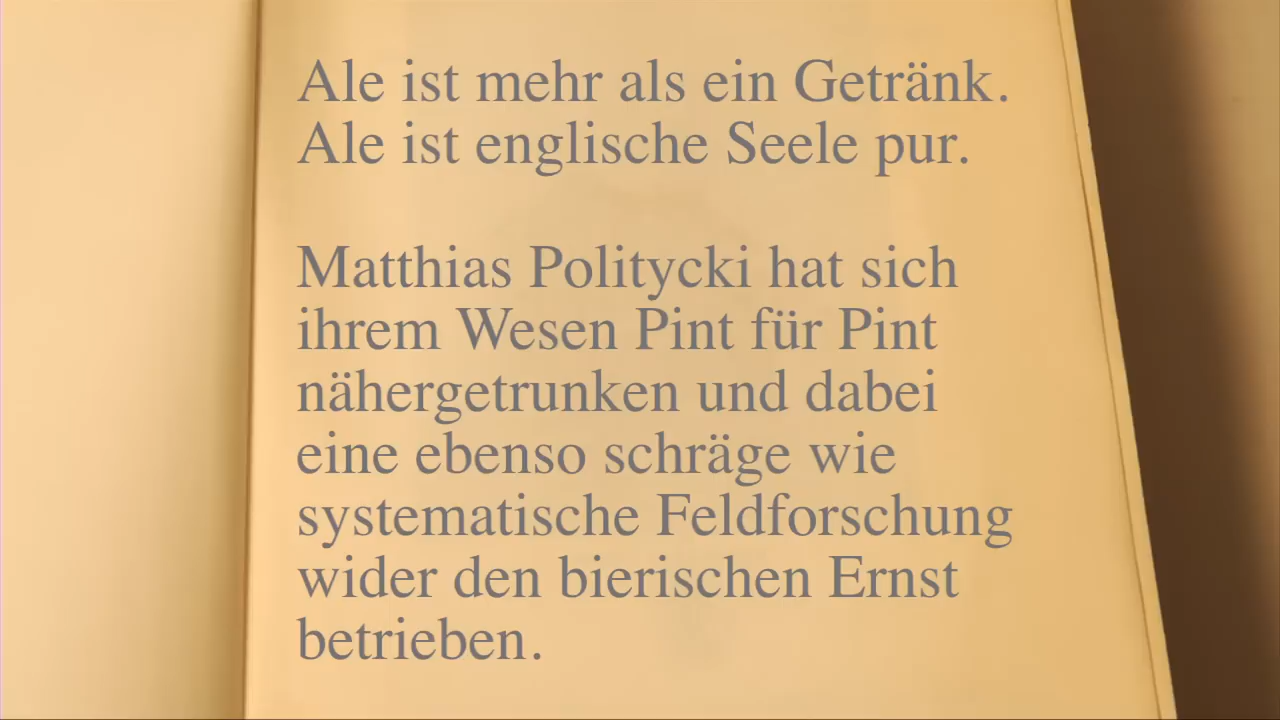 Ale ist mehr als ein Getränk.
Ale ist englische Seele pur.
Matthias Politycki hat sich
ihrem Wesen Pint für Pint
nähergetrunken und dabei
eine ebenso schräge wie
systematische Feldforschung
wider den bierischen Ernst
betrieben.